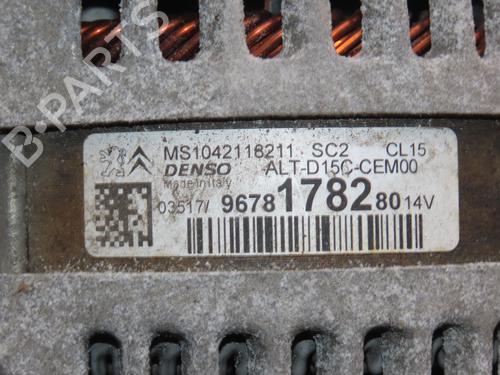 B-PARTS
MS1042118211 SC2 CL15
DENSO ALT-D15C-CEM00
Made in Italy
03517/ 9678178280 14V